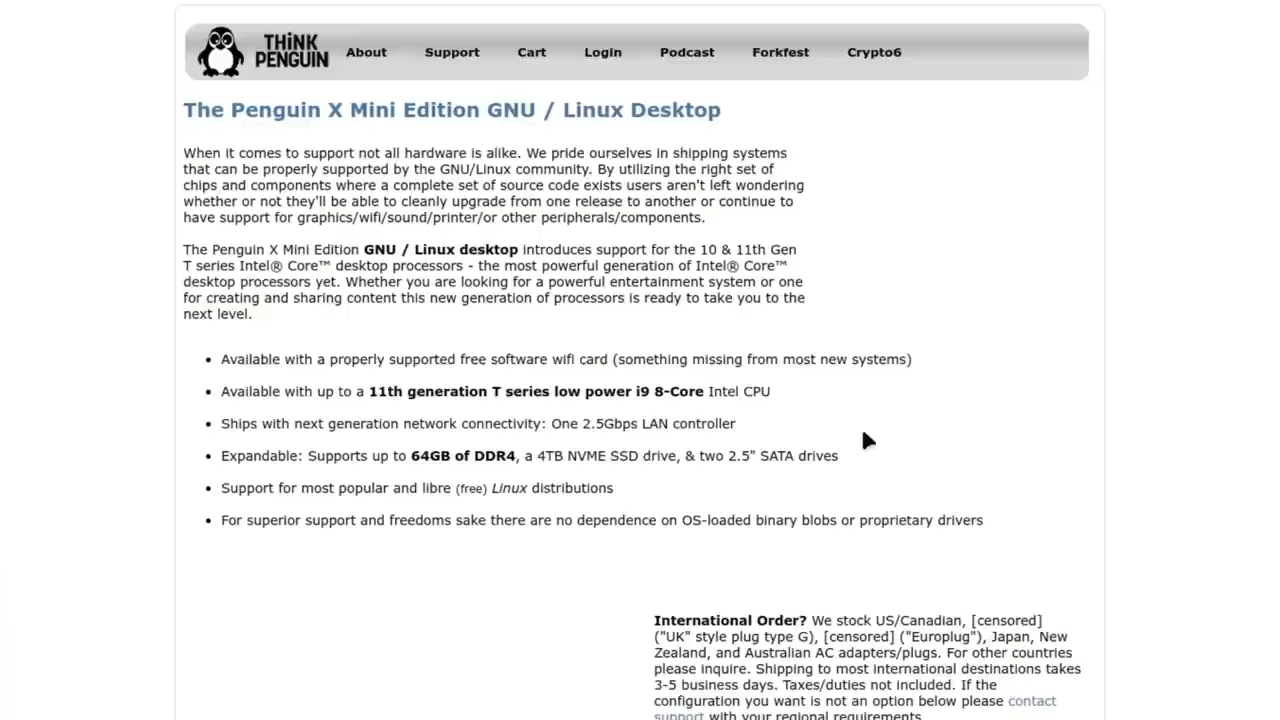 THiNK
PENGUIN
About Support Cart Login Podcast Forkfest Crypto6
The Penguin X Mini Edition GNU / Linux Desktop
When it comes to support not all hardware is alike. We pride ourselves in shipping systems
that can be properly supported by the GNU/Linux community. By utilizing the right set of
chips and components where a complete set of source code exists users aren't left wondering
whether or not they'll be able to cleanly upgrade from one release to another or continue to
have support for graphics/wifi/sound/printer/or other peripherals/components.
The Penguin X Mini Edition GNU / Linux desktop introduces support for the 10 & 11th Gen
T series Intel® Core™ desktop processors - the most powerful generation of Intel® Core™
desktop processors yet. Whether you are looking for a powerful entertainment system or one
for creating and sharing content this new generation of processors is ready to take you to the
next level.
• Available with a properly supported free software wifi card (something missing from most new systems)
• Available with up to a 11th generation T series low power i9 8-Core Intel CPU
• Ships with next generation network connectivity: One 2.5Gbps LAN controller
• Expandable: Supports up to 64GB of DDR4, a 4TB NVME SSD drive, & two 2.5" SATA drives
• Support for most popular and libre (free) Linux distributions
• For superior support and freedoms sake there are no dependence on OS-loaded binary blobs or proprietary drivers
International Order? We stock US/Canadian, [censored]
("UK" style plug type G), [censored] ("Europlug"), Japan, New
Zealand, and Australian AC adapters/plugs. For other countries
please inquire. Shipping to most international destinations takes
3-5 business days. Taxes/duties not included. If the
configuration you want is not an option below please contact
support with your regional requirements.